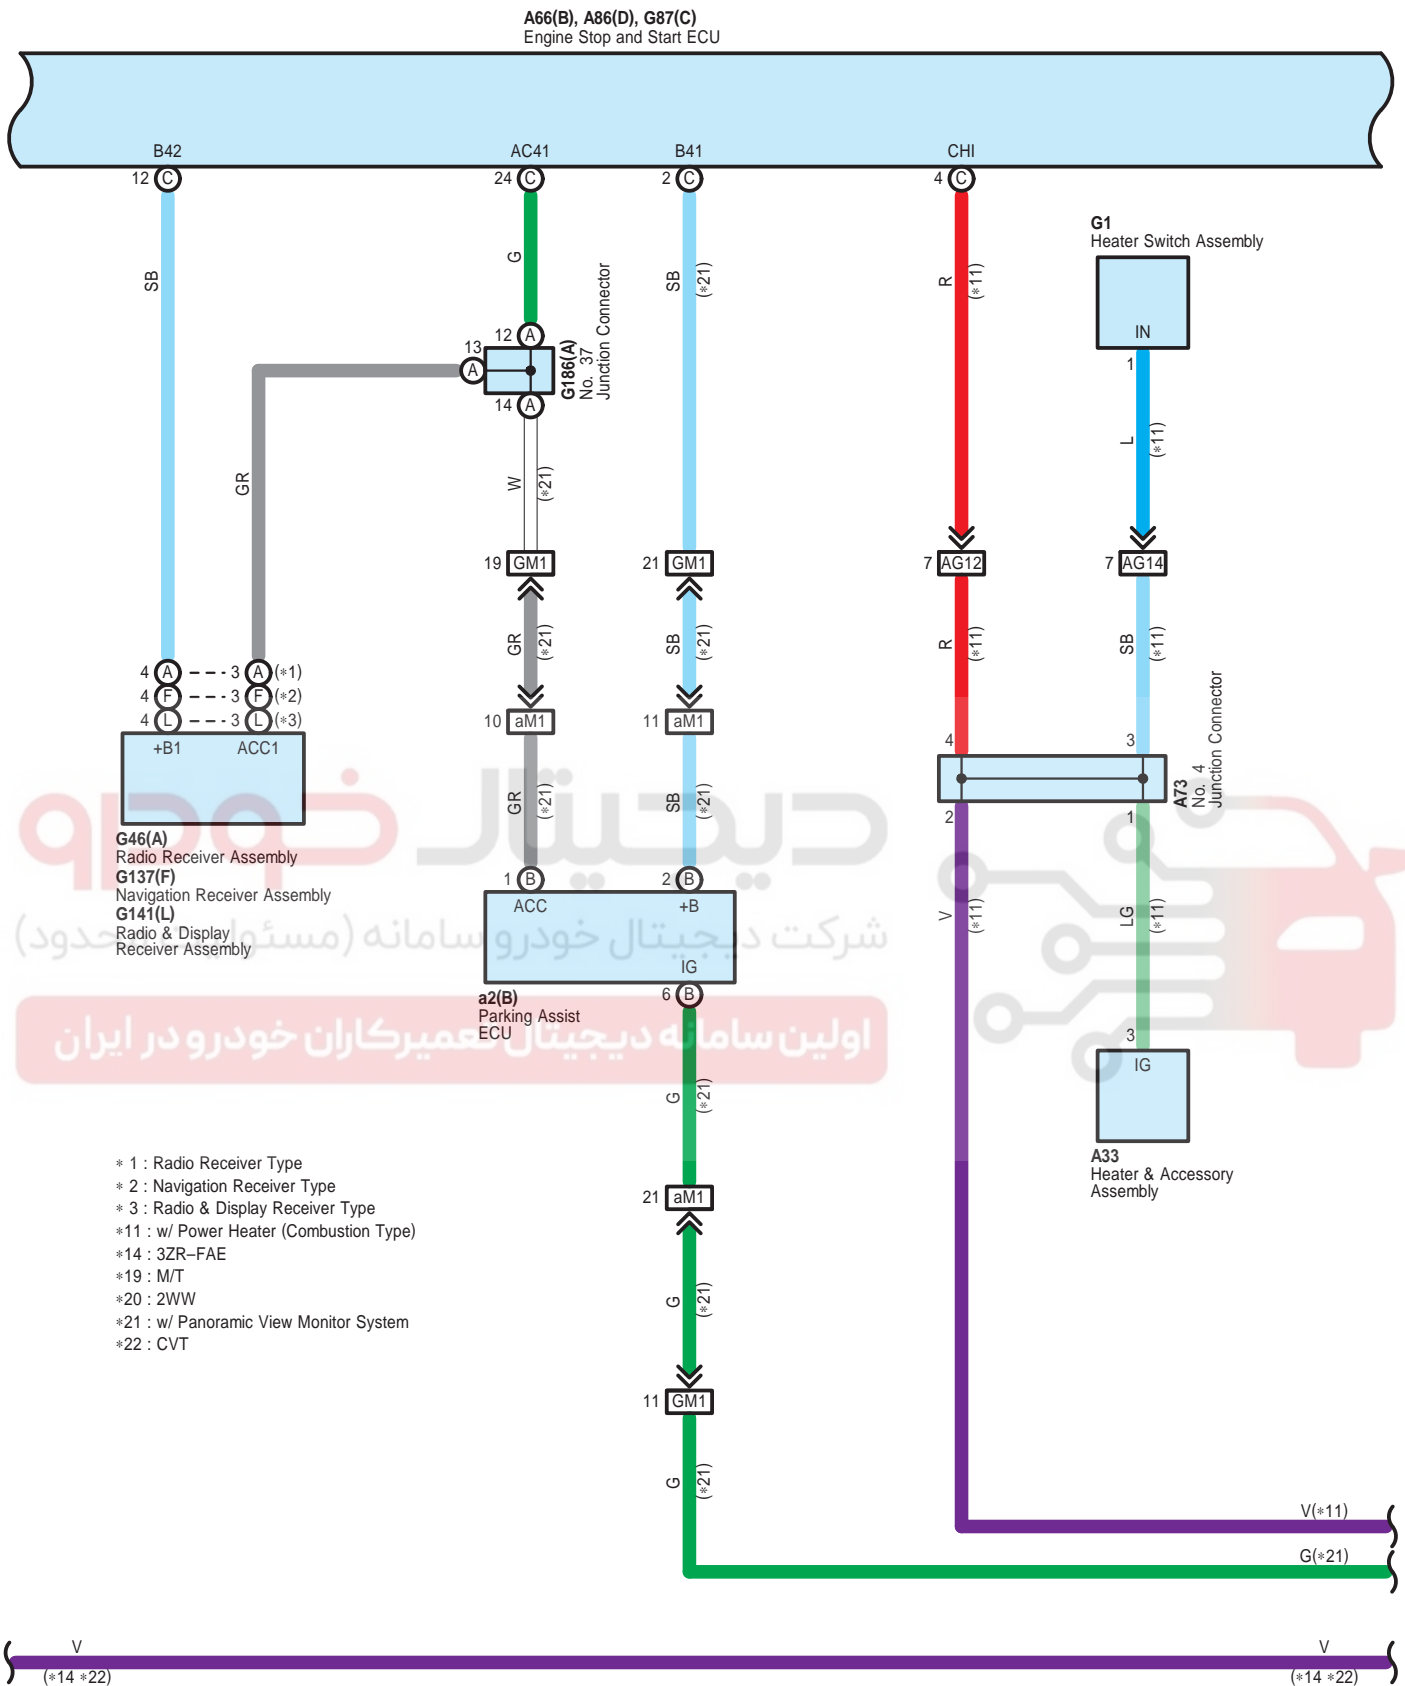 A66(B), A86(D), G87(C)
Engine Stop and Start ECU
B42
AC41
B41
CHI
12 C
24 C
2 C
4 C
G1
Heater Switch Assembly
SB
G
SB
(*21)
R
(*11)
IN
1
12 A
13
A
14 A
G186(A)
No. 37
Junction Connector
L
(*11)
GR
W
(*21)
19 GM1
21 GM1
7 AG12
7 AG14
GR
(*21)
SB
(*21)
R
(*11)
SB
(*11)
4 A --- 3 A (*1)
4 F --- 3 F (*2)
4 L --- 3 L (*3)
10 aM1
11 aM1
+B1
ACC1
4
3
A73
No. 4
Junction Connector
2
1
GR
(*21)
SB
(*21)
دیجیتال خودرو
G46(A)
Radio Receiver Assembly
G137(F)
Navigation Receiver Assembly
G141(L)
Radio & Display
Receiver Assembly
شرکت دیجیتال خودرو سامانه (مسئولیت محدود)
1 B
2 B
ACC
+B
IG
6 B
V
(*11)
LG
(*11)
a2(B)
Parking Assist
ECU
اولین سامانه دیجیتال تعمیرکاران خودرو در ایران
3
IG
G
(*21)
A33
Heater & Accessory
Assembly
* 1 : Radio Receiver Type
* 2 : Navigation Receiver Type
* 3 : Radio & Display Receiver Type
*11 : w/ Power Heater (Combustion Type)
*14 : 3ZR–FAE
*19 : M/T
*20 : 2WW
*21 : w/ Panoramic View Monitor System
*22 : CVT
21 aM1
G
(*21)
11 GM1
G
(*21)
V(*11)
G(*21)
V
(*14 *22)
V
(*14 *22)